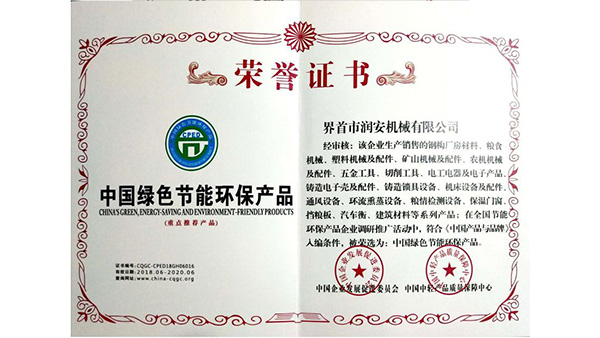 荣誉证书
CPED
中国绿色节能环保产品
CHINA'S GREEN, ENERGY-SAVING AND ENVIRONMENT-FRIENDLY PRODUCTS
(重点推荐产品)
证书编号:CQGC-CPED18GH06016
有效日期:2018.06-2020.06
查询网址:www.china-cqgc.org
界首市润安机械有限公司
经审核:该企业生产销售的钢构厂房材料、粮食
机械、塑料机械及配件、矿山机械及配件、农机机械
及配件、五金工具、切削工具、电工电器及电子产品、
铸造电子壳及配件、铸造锁具设备、机床设备及配件、
通风设备、环流熏蒸设备、粮情检测设备、保温门窗、
挡粮板、汽车衡、建筑材料等系列产品;在全国节能
环保产品企业调研推广活动中,符合《中国产品与品牌》
入编条件,被荣选为:中国绿色节能环保产品。
中国企业发展促进委员会
中国中轻产品质量保障中心